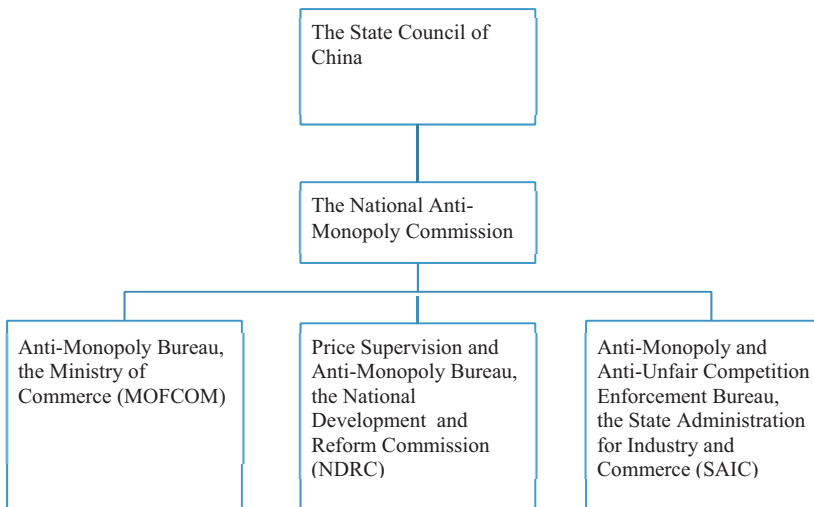 The State Council of
China
The National Anti-
Monopoly Commission
Anti-Monopoly Bureau,
the Ministry of
Commerce (MOFCOM)
Price Supervision and
Anti-Monopoly Bureau,
the National
Development and
Reform Commission
(NDRC)
Anti-Monopoly and
Anti-Unfair Competition
Enforcement Bureau,
the State Administration
for Industry and
Commerce (SAIC)